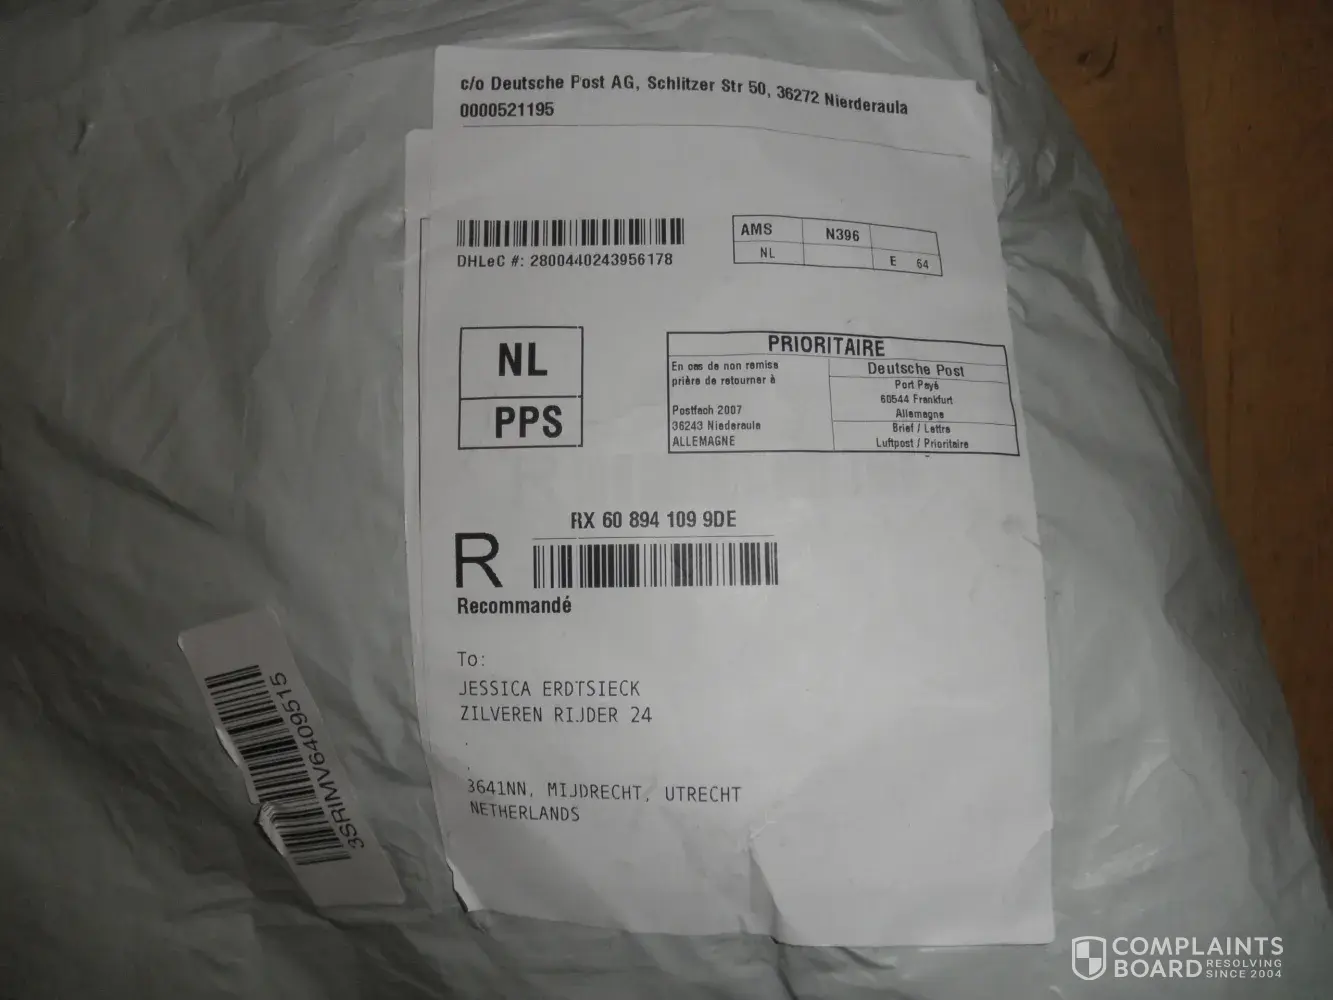 c/o Deutsche Post AG, Schlitzer Str 50, 36272 Nierderaula
0000521195
DHLeC #: 2800440243956178
AMS N396
NL E 64
NL
PPS
PRIORITAIRE
En cas de non remise
prière de retourner à
Postfach 2007
36243 Niederaula
ALLEMAGNE
Deutsche Post
Port Payé
60544 Frankfurt
Allemagne
Brief / Lettre
Luftpost / Prioritaire
RX 60 894 109 9DE
R
Recommandé
To:
JESSICA ERDTSIECK
ZILVEREN RIJDER 24
.
.
3641NN, MIJDRECHT, UTRECHT
NETHERLANDS
3SRIMV6409515
COMPLAINTS
BOARD RESOLVING
SINCE 2004